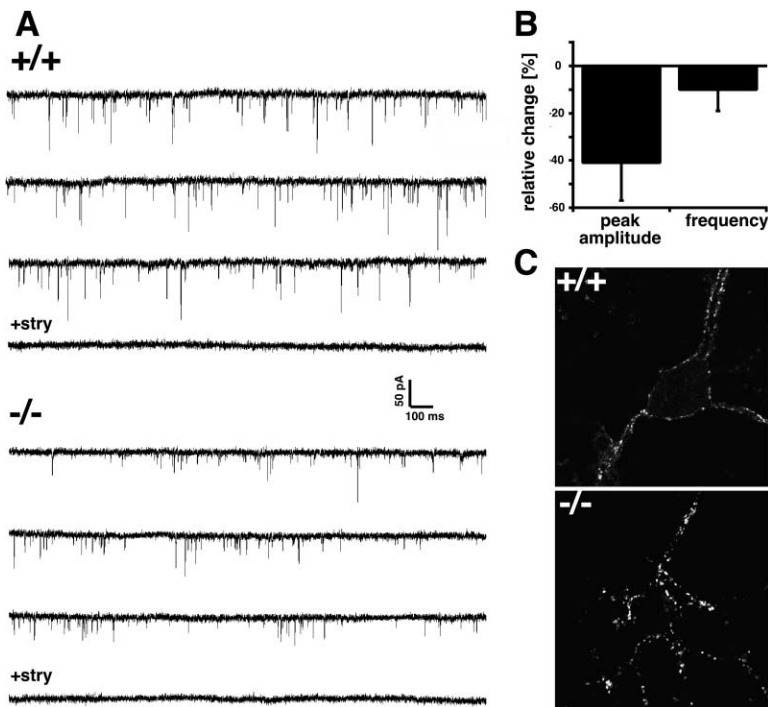 A
+/+
+stry
50 pA
100 ms
-/-
+stry
B
relative change [%]
0
-20
-40
-60
peak
amplitude
frequency
C
+/+
-/-